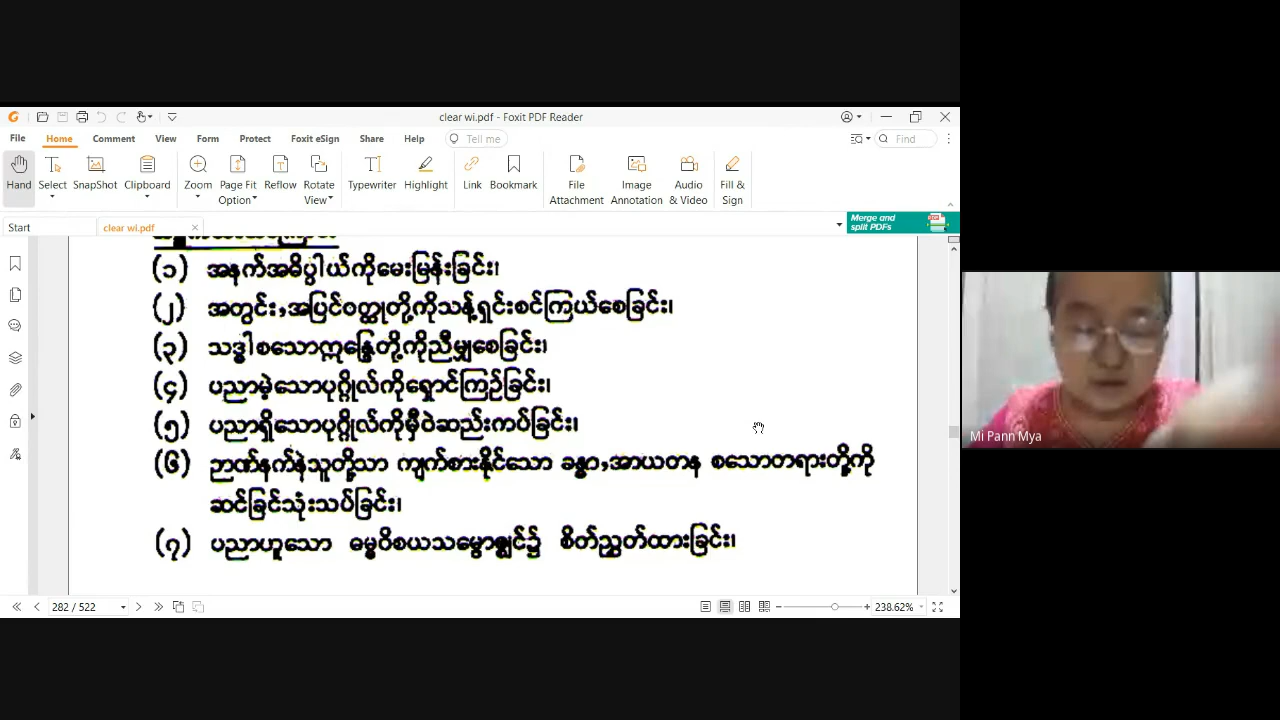 clear wi.pdf - Foxit PDF Reader
File Home Comment View Form Protect Foxit eSign Share Help Tell me Find
Hand Select SnapShot Clipboard Zoom Page Fit Option Reflow Rotate View Typewriter Highlight Link Bookmark File Attachment Image Annotation Audio & Video Fill & Sign
Start clear wi.pdf Merge and split PDFs
(၁) အနက်အဓိပ္ပါယ်ကိုမေးမြန်းခြင်း၊
(၂) အတွင်း,အပြင်ဝတ္ထုတို့ကိုသန့်ရှင်းစင်ကြယ်စေခြင်း၊
(၃) သဒ္ဓါစသောဣန္ဒြေတို့ကိုညီမျှစေခြင်း၊
(၄) ပညာမဲ့သောပုဂ္ဂိုလ်ကိုရှောင်ကြဉ်ခြင်း၊
(၅) ပညာရှိသောပုဂ္ဂိုလ်ကိုမှီဝဲဆည်းကပ်ခြင်း၊
(၆) ဉာဏ်နက်နဲသူတို့သာ ကျက်စားနိုင်သော ခန္ဓာ,အာယတန စသောတရားတို့ကို
ဆင်ခြင်သုံးသပ်ခြင်း၊
(၇) ပညာဟူသော ဓမ္မဝိစယသမ္ဗောဇ္ဈင်၌ စိတ်ညွှတ်ထားခြင်း၊
Mi Pann Mya
282 / 522 238.62%